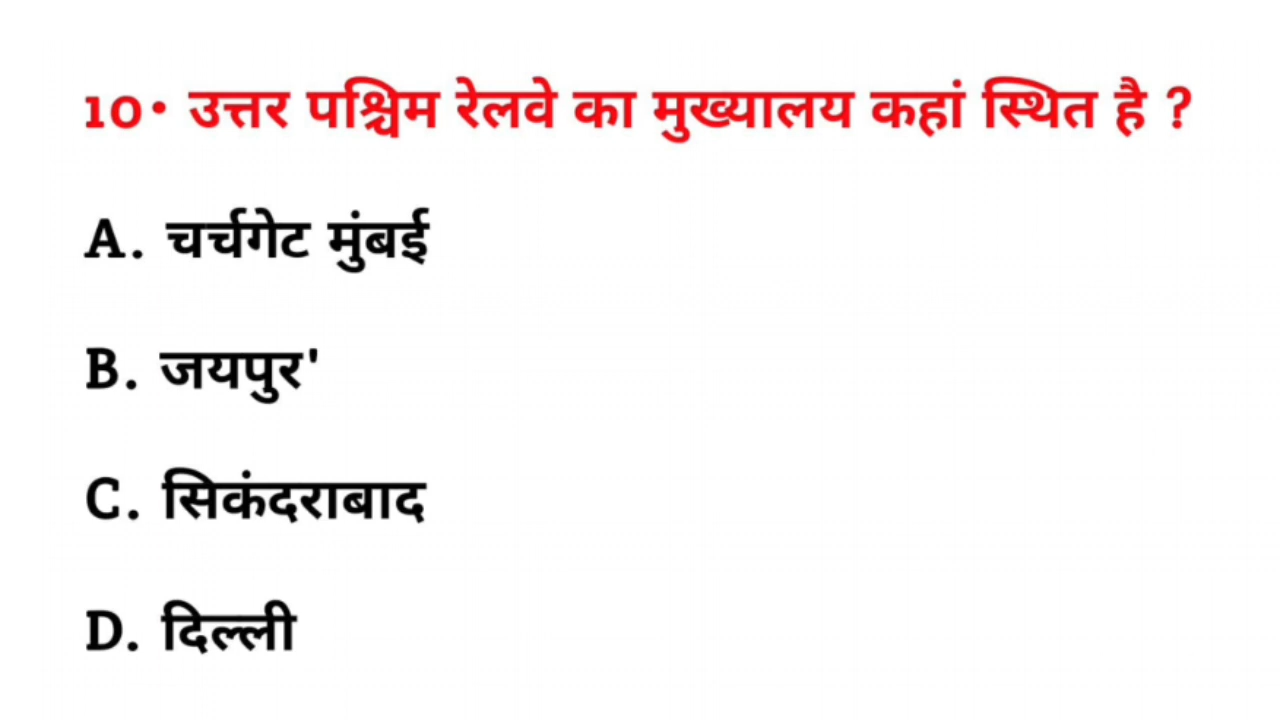 10• उत्तर पश्चिम रेलवे का मुख्यालय कहां स्थित है ?
A. चर्चगेट मुंबई
B. जयपुर'
C. सिकंदराबाद
D. दिल्ली